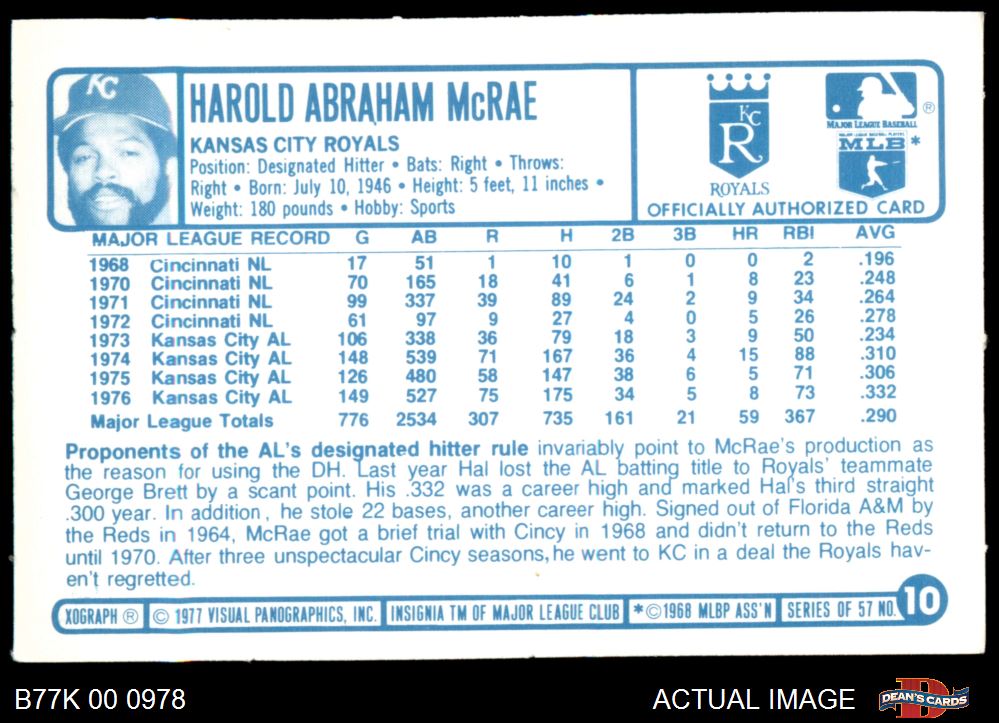 KC
HAROLD ABRAHAM McRAE
KANSAS CITY ROYALS
Position: Designated Hitter • Bats: Right • Throws:
Right • Born: July 10, 1946 • Height: 5 feet, 11 inches •
Weight: 180 pounds • Hobby: Sports
KC
R
ROYALS
®
MAJOR LEAGUE BASEBALL
MAJOR LEAGUE BASEBALL PLAYERS
MLB *
OFFICIALLY AUTHORIZED CARD
MAJOR LEAGUE RECORD G AB R H 2B 3B HR RBI AVG
1968 Cincinnati NL 17 51 1 10 1 0 0 2 .196
1970 Cincinnati NL 70 165 18 41 6 1 8 23 .248
1971 Cincinnati NL 99 337 39 89 24 2 9 34 .264
1972 Cincinnati NL 61 97 9 27 4 0 5 26 .278
1973 Kansas City AL 106 338 36 79 18 3 9 50 .234
1974 Kansas City AL 148 539 71 167 36 4 15 88 .310
1975 Kansas City AL 126 480 58 147 38 6 5 71 .306
1976 Kansas City AL 149 527 75 175 34 5 8 73 .332
Major League Totals 776 2534 307 735 161 21 59 367 .290
Proponents of the AL's designated hitter rule invariably point to McRae's production as
the reason for using the DH. Last year Hal lost the AL batting title to Royals' teammate
George Brett by a scant point. His .332 was a career high and marked Hal's third straight
.300 year. In addition, he stole 22 bases, another career high. Signed out of Florida A&M by
the Reds in 1964, McRae got a brief trial with Cincy in 1968 and didn't return to the Reds
until 1970. After three unspectacular Cincy seasons, he went to KC in a deal the Royals hav-
en't regretted.
XOGRAPH ® © 1977 VISUAL PANOGRAPHICS, INC. INSIGNIA TM OF MAJOR LEAGUE CLUB *©1968 MLBP ASS'N SERIES OF 57 NO. 10
B77K 00 0978
ACTUAL IMAGE
D
DEAN'S CARDS